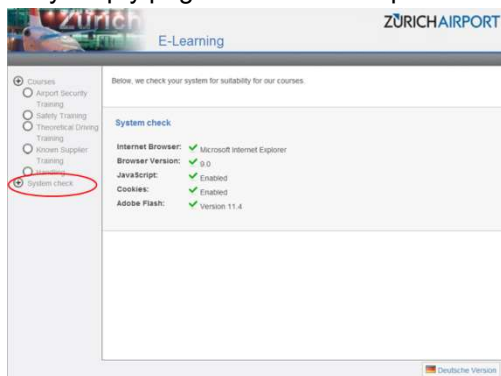 Zürich
ZÜRICHAIRPORT
E-Learning
Courses
Airport Security
Training
Safety Training
Theoretical Driving
Training
Known Supplier
Training
Handling
System check
Below, we check your system for suitability for our courses.
System check
Internet Browser: Microsoft Internet Explorer
Browser Version: 9.0
JavaScript: Enabled
Cookies: Enabled
Adobe Flash: Version 11.4
Deutsche Version